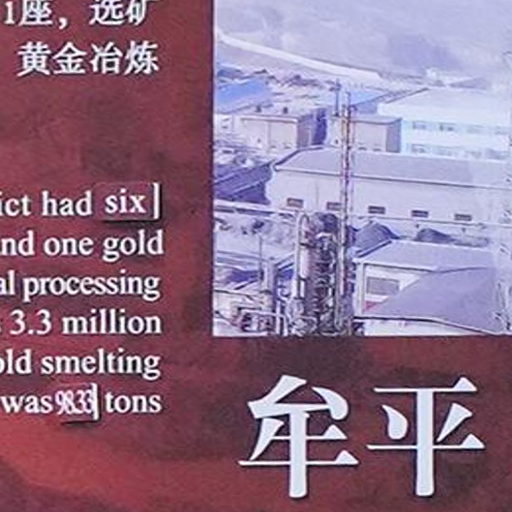 1座，选矿
黄金冶炼
ict had six
nd one gold
al processing
3.3 million
old smelting
was 9833 tons
牟平